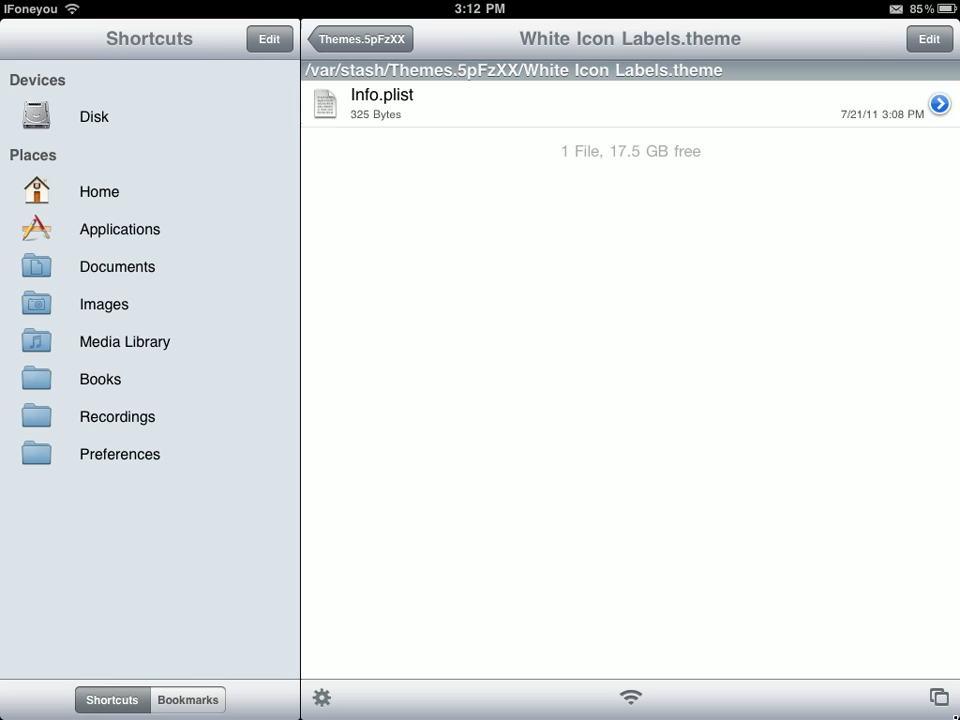 IFoneyou
3:12 PM
85%
Shortcuts
Edit
Themes.5pFzXX
White Icon Labels.theme
Edit
Devices
Disk
Places
Home
Applications
Documents
Images
Media Library
Books
Recordings
Preferences
Shortcuts
Bookmarks
/var/stash/Themes.5pFzXX/White Icon Labels.theme
Info.plist
325 Bytes
7/21/11 3:08 PM
1 File, 17.5 GB free